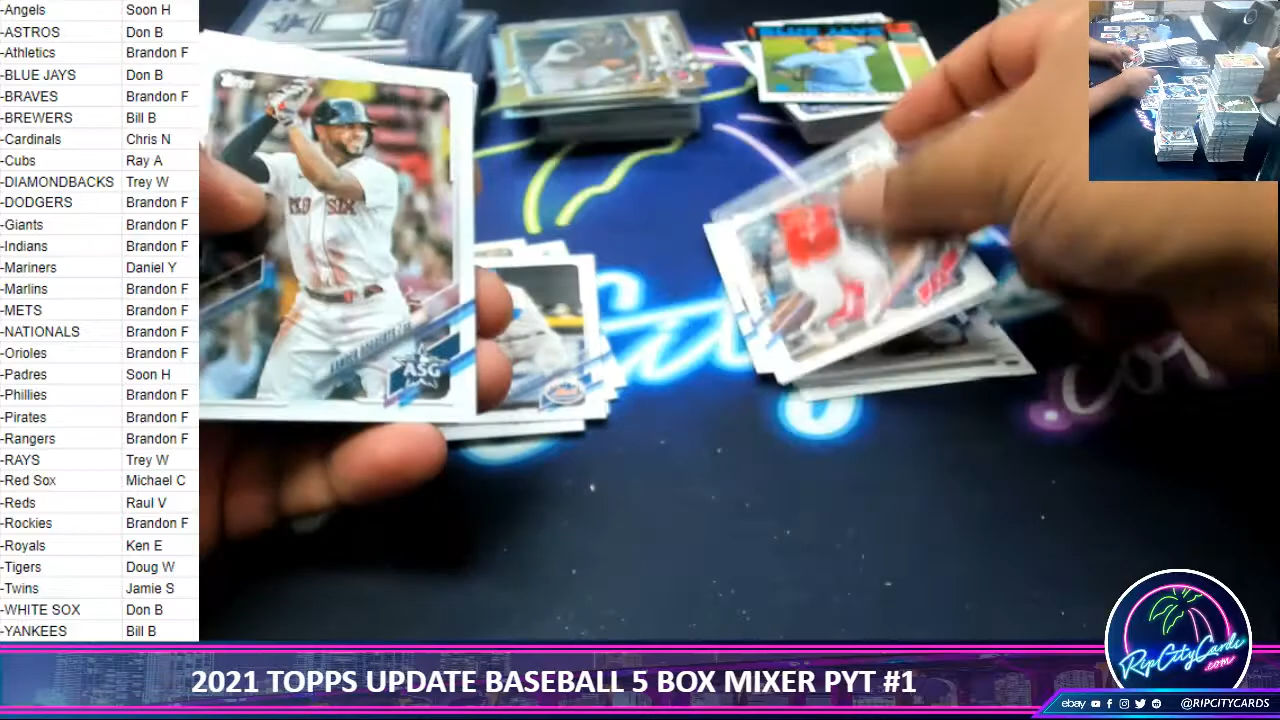 -Angels Soon H
-ASTROS Don B
-Athletics Brandon F
-BLUE JAYS Don B
-BRAVES Brandon F
-BREWERS Bill B
-Cardinals Chris N
-Cubs Ray A
-DIAMONDBACKS Trey W
-DODGERS Brandon F
-Giants Brandon F
-Indians Brandon F
-Mariners Daniel Y
-Marlins Brandon F
-METS Brandon F
-NATIONALS Brandon F
-Orioles Brandon F
-Padres Soon H
-Phillies Brandon F
-Pirates Brandon F
-Rangers Brandon F
-RAYS Trey W
-Red Sox Michael C
-Reds Raul V
-Rockies Brandon F
-Royals Ken E
-Tigers Doug W
-Twins Jamie S
-WHITE SOX Don B
-YANKEES Bill B
Topps
RED SOX
ASG
BLUE JAYS
RipCityCards
.com
2021 TOPPS UPDATE BASEBALL 5 BOX MIXER PYT #1
ebay @RIPCITYCARDS